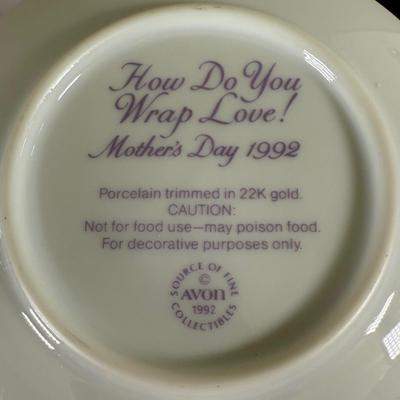 How Do You
Wrap Love!
Mother's Day 1992
Porcelain trimmed in 22K gold.
CAUTION:
Not for food use—may poison food.
For decorative purposes only.
SOURCE OF FINE
©
AVON
1992
COLLECTIBLES